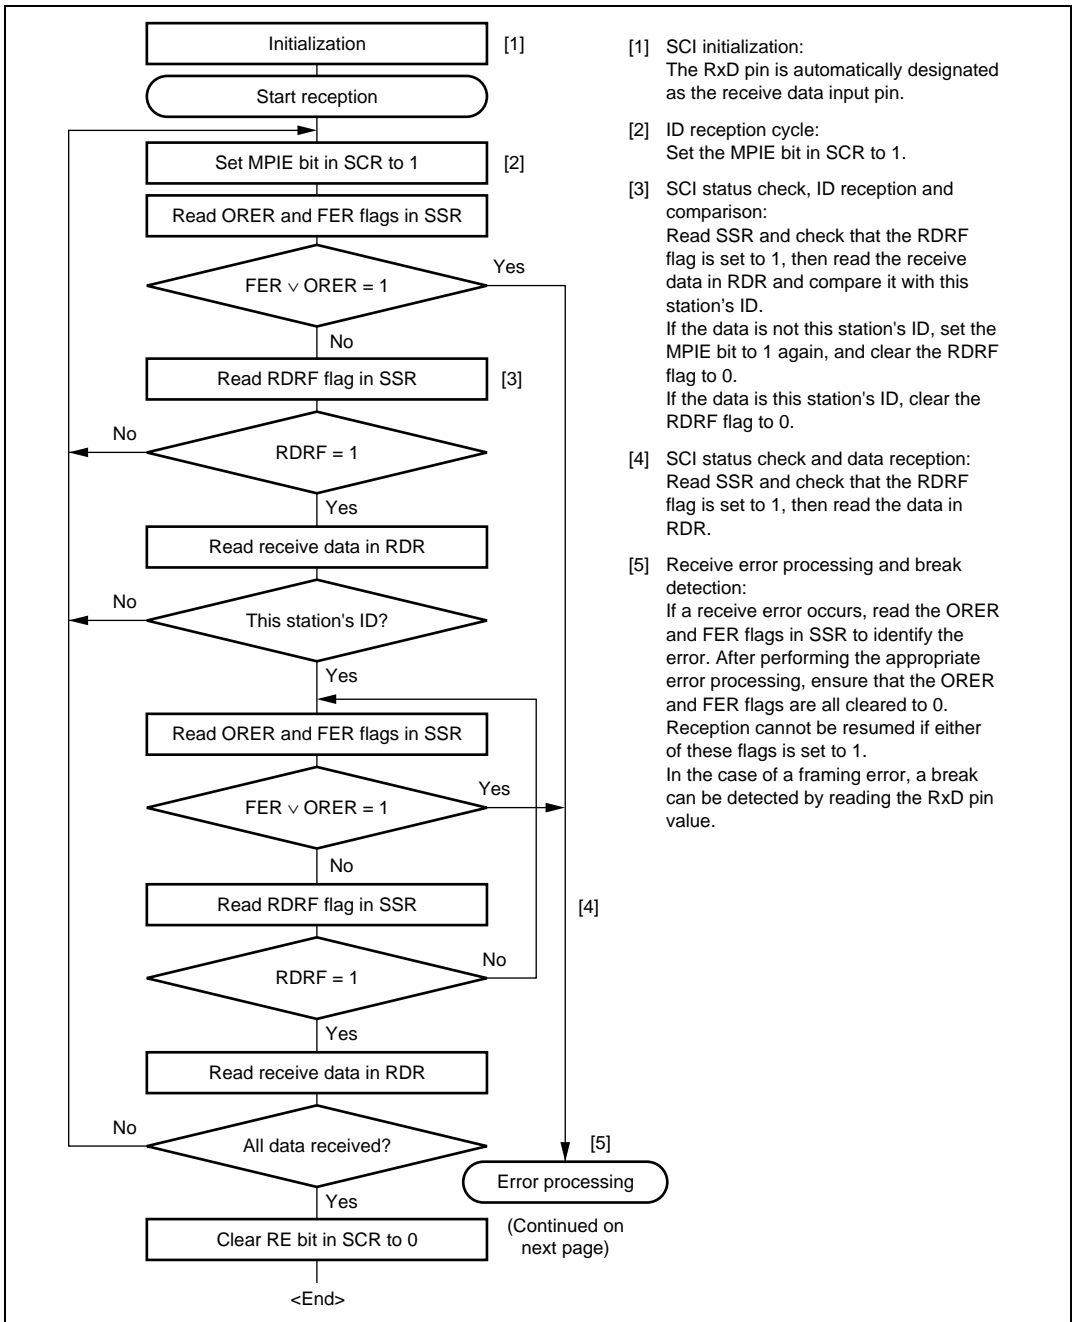 Initialization
[1]
Start reception
Set MPIE bit in SCR to 1
[2]
Read ORER and FER flags in SSR
FER ∨ ORER = 1
Yes
No
Read RDRF flag in SSR
[3]
No
RDRF = 1
Yes
Read receive data in RDR
No
This station's ID?
Yes
Read ORER and FER flags in SSR
FER ∨ ORER = 1
Yes
No
Read RDRF flag in SSR
[4]
RDRF = 1
No
Yes
Read receive data in RDR
No
All data received?
[5]
Error processing
Yes
(Continued on
next page)
Clear RE bit in SCR to 0
<End>
[1] SCI initialization:
The RxD pin is automatically designated
as the receive data input pin.
[2] ID reception cycle:
Set the MPIE bit in SCR to 1.
[3] SCI status check, ID reception and
comparison:
Read SSR and check that the RDRF
flag is set to 1, then read the receive
data in RDR and compare it with this
station's ID.
If the data is not this station's ID, set the
MPIE bit to 1 again, and clear the RDRF
flag to 0.
If the data is this station's ID, clear the
RDRF flag to 0.
[4] SCI status check and data reception:
Read SSR and check that the RDRF
flag is set to 1, then read the data in
RDR.
[5] Receive error processing and break
detection:
If a receive error occurs, read the ORER
and FER flags in SSR to identify the
error. After performing the appropriate
error processing, ensure that the ORER
and FER flags are all cleared to 0.
Reception cannot be resumed if either
of these flags is set to 1.
In the case of a framing error, a break
can be detected by reading the RxD pin
value.